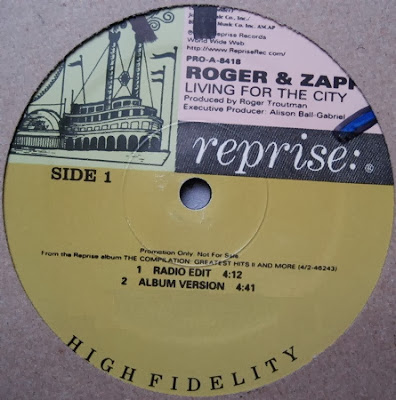 Music Co., Inc./
Music Co., Inc. ASCAP
Reprise Records
World Wide Web:
http://www.RepriseRec.com/
PRO-A-8418
ROGER & ZAPP
LIVING FOR THE CITY
Produced by Roger Troutman
Executive Producer: Alison Ball-Gabriel
reprise:®
SIDE 1
Promotion Only. Not For Sale
From the Reprise album THE COMPILATION: GREATEST HITS II AND MORE (4/2-46243)
1 RADIO EDIT 4:12
2 ALBUM VERSION 4:41
HIGH FIDELITY